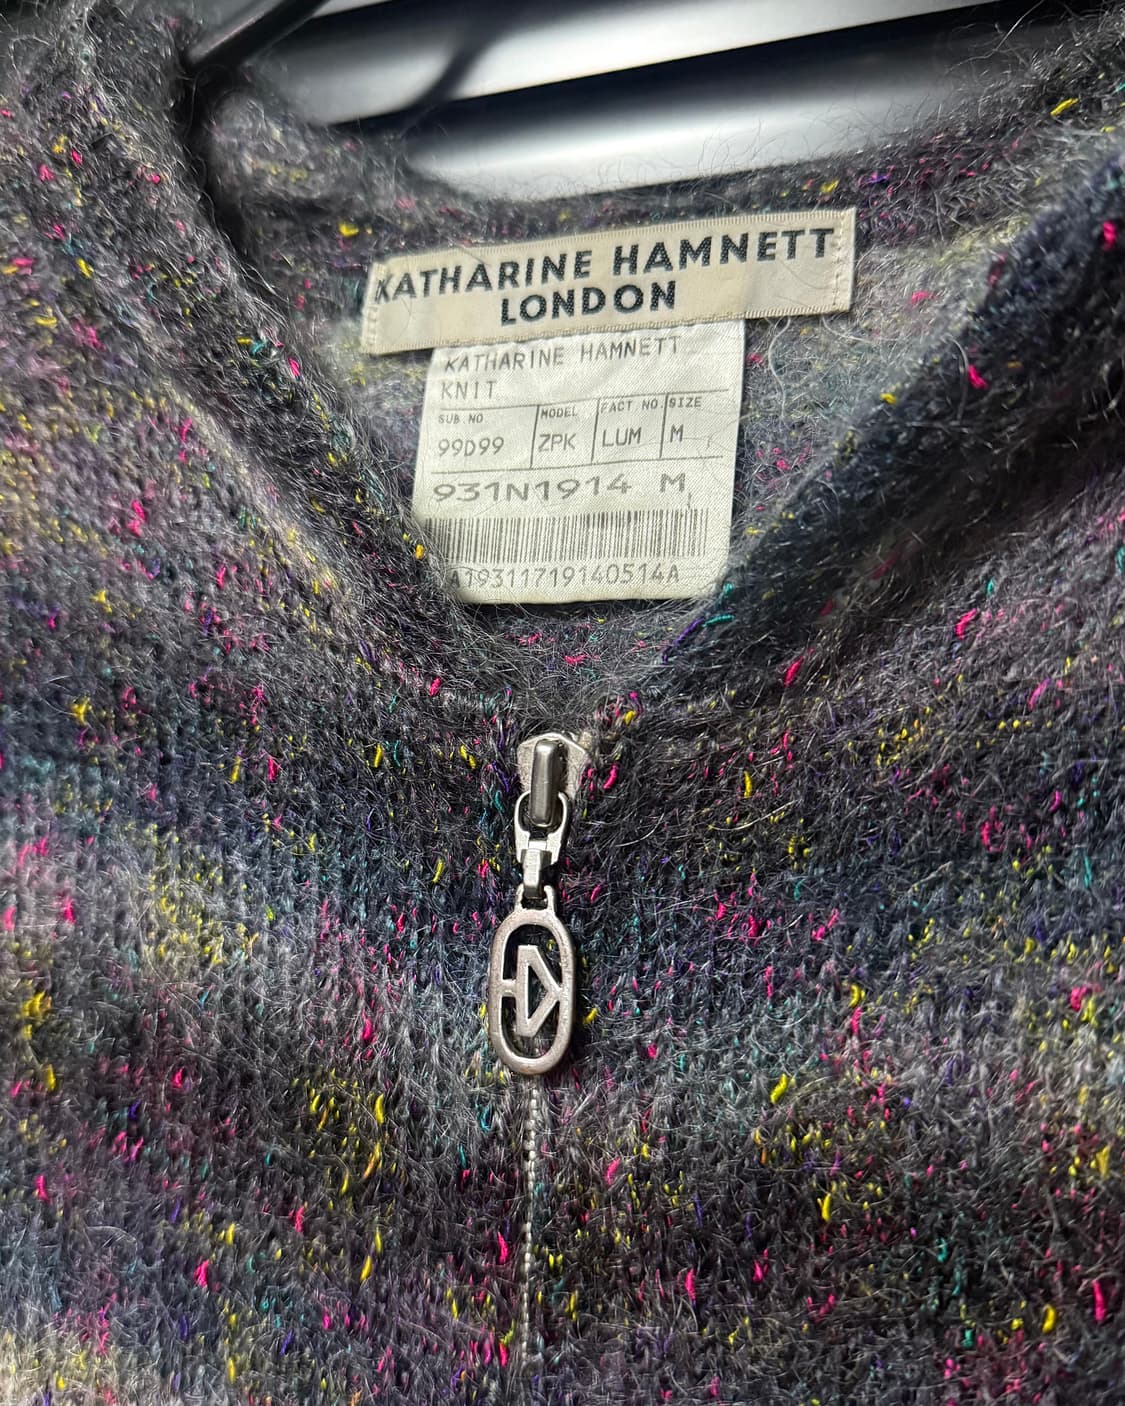 KATHARINE HAMNETT
LONDON
KATHARINE HAMNETT
KNIT
SUB.NO MODEL FACT NO. SIZE
99D99 ZPK LUM M
931N1914 M
A19311719140514A